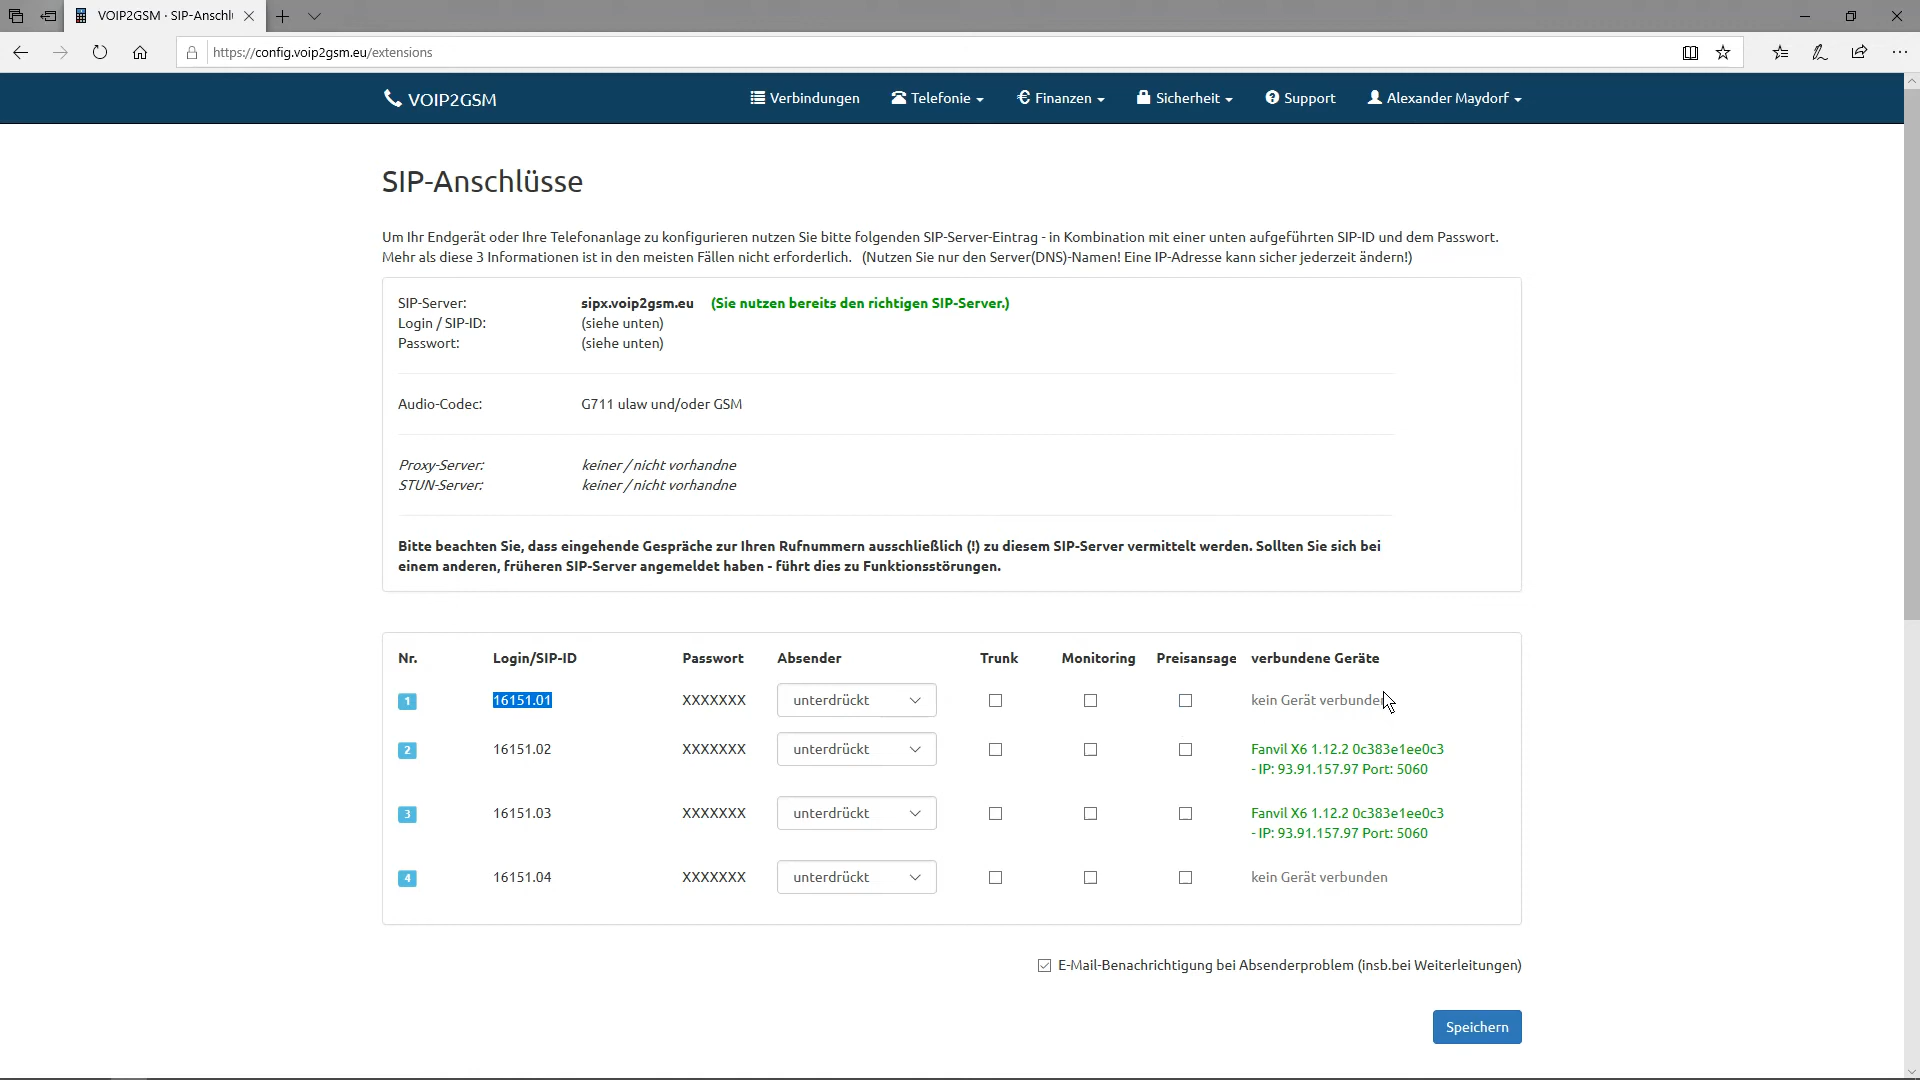 VOIP2GSM · SIP-Anschlü
https://config.voip2gsm.eu/extensions
VOIP2GSM
Verbindungen
Telefonie
Finanzen
Sicherheit
Support
Alexander Maydorf
SIP-Anschlüsse
Um Ihr Endgerät oder Ihre Telefonanlage zu konfigurieren nutzen Sie bitte folgenden SIP-Server-Eintrag - in Kombination mit einer unten aufgeführten SIP-ID und dem Passwort.
Mehr als diese 3 Informationen ist in den meisten Fällen nicht erforderlich. (Nutzen Sie nur den Server(DNS)-Namen! Eine IP-Adresse kann sicher jederzeit ändern!)
SIP-Server: sipx.voip2gsm.eu (Sie nutzen bereits den richtigen SIP-Server.)
Login / SIP-ID: (siehe unten)
Passwort: (siehe unten)
Audio-Codec: G711 ulaw und/oder GSM
Proxy-Server: keiner / nicht vorhandne
STUN-Server: keiner / nicht vorhandne
Bitte beachten Sie, dass eingehende Gespräche zur Ihren Rufnummern ausschließlich (!) zu diesem SIP-Server vermittelt werden. Sollten Sie sich bei
einem anderen, früheren SIP-Server angemeldet haben - führt dies zu Funktionsstörungen.
Nr. Login/SIP-ID Passwort Absender Trunk Monitoring Preisansage verbundene Geräte
1 16151.01 XXXXXXX unterdrückt kein Gerät verbunden
2 16151.02 XXXXXXX unterdrückt Fanvil X6 1.12.2 0c383e1ee0c3
- IP: 93.91.157.97 Port: 5060
3 16151.03 XXXXXXX unterdrückt Fanvil X6 1.12.2 0c383e1ee0c3
- IP: 93.91.157.97 Port: 5060
4 16151.04 XXXXXXX unterdrückt kein Gerät verbunden
E-Mail-Benachrichtigung bei Absenderproblem (insb.bei Weiterleitungen)
Speichern